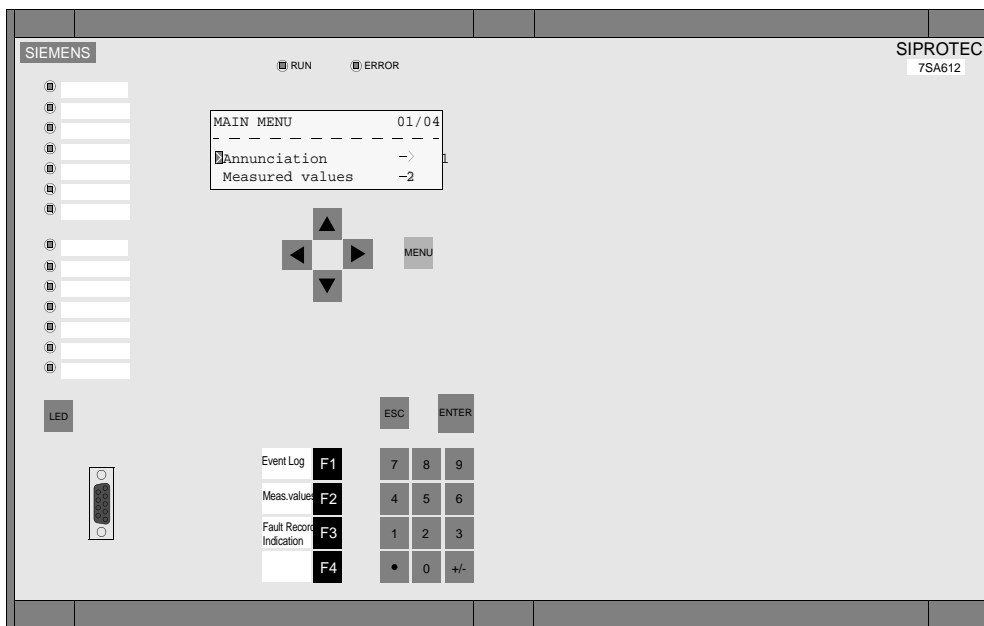 SIEMENS
SIPROTEC
7SA612
RUN
ERROR
MAIN MENU 01/04
Annunciation –> 1
Measured values –2
MENU
LED
ESC
ENTER
Event Log F1
7 8 9
Meas.values F2
4 5 6
Fault Record
Indication
F3
1 2 3
F4
• 0 +/-